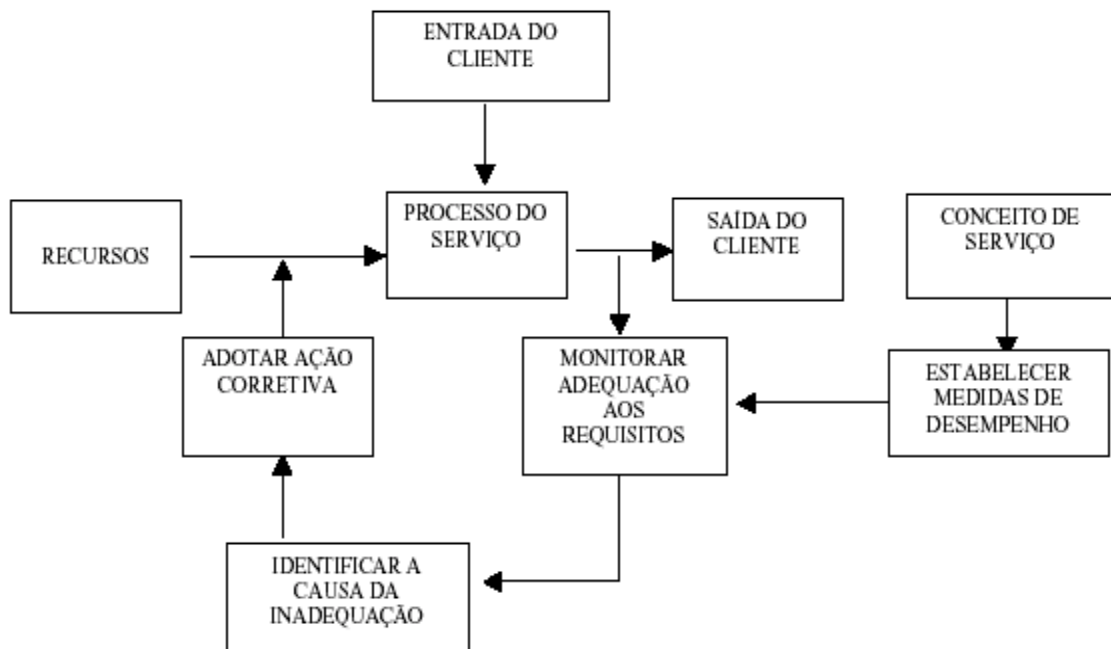 ENTRADA DO
CLIENTE
RECURSOS
PROCESSO DO
SERVIÇO
SAÍDA DO
CLIENTE
CONCEITO DE
SERVIÇO
ADOTAR AÇÃO
CORRETIVA
MONITORAR
ADEQUAÇÃO
AOS
REQUISITOS
ESTABELECER
MEDIDAS DE
DESEMPENHO
IDENTIFICAR A
CAUSA DA
INADEQUAÇÃO